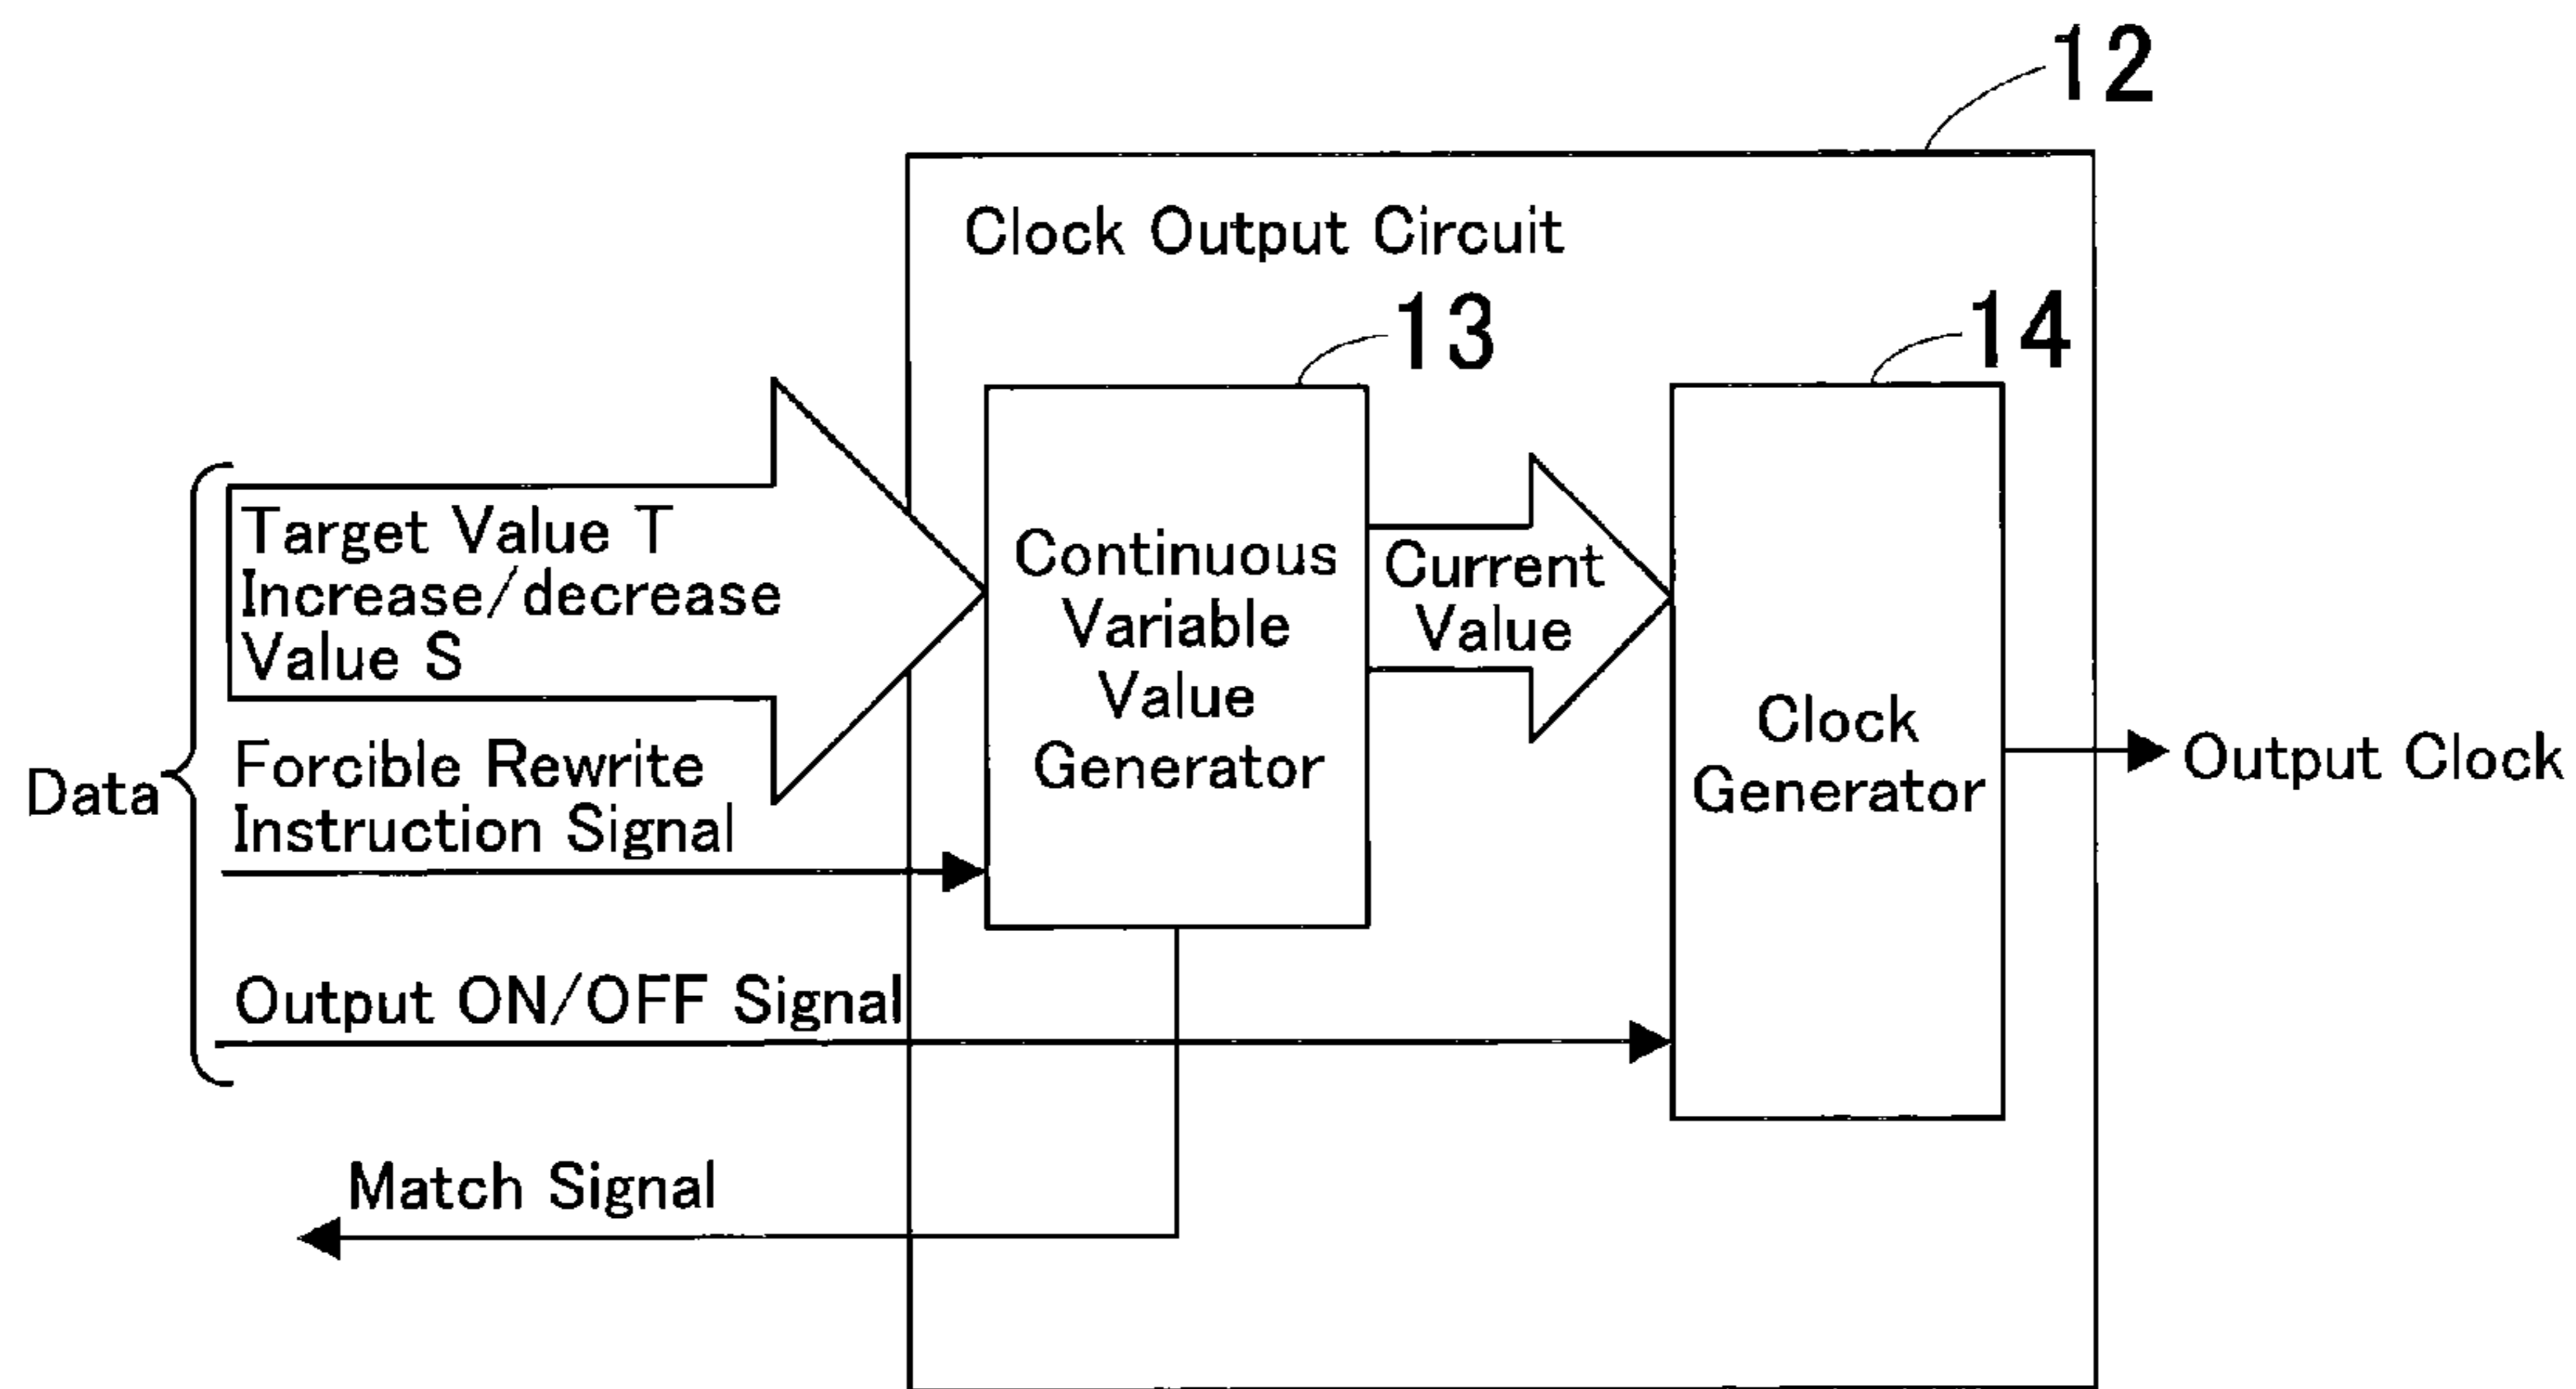 12
Clock Output Circuit
13
14
Target Value T
Increase/decrease
Value S
Continuous
Variable
Value
Generator
Current
Value
Clock
Generator
Output Clock
Data
Forcible Rewrite
Instruction Signal
Output ON/OFF Signal
Match Signal